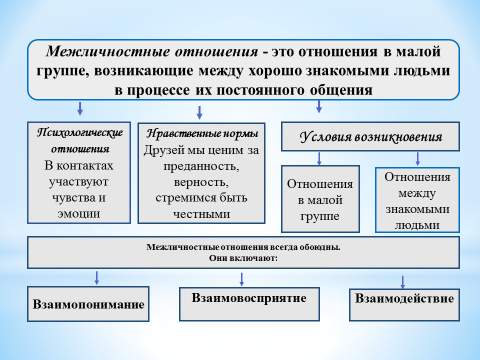 Межличностные отношения - это отношения в малой
группе, возникающие между хорошо знакомыми людьми
в процессе их постоянного общения
Психологические
отношения
В контактах
участвуют
чувства и
эмоции
Нравственные нормы
Друзей мы ценим за
преданность,
верность,
стремимся быть
честными
Условия возникновения
Отношения
в малой
группе
Отношения
между
знакомыми
людьми
Межличностные отношения всегда обоюдны.
Они включают:
Взаимопонимание
Взаимовосприятие
Взаимодействие